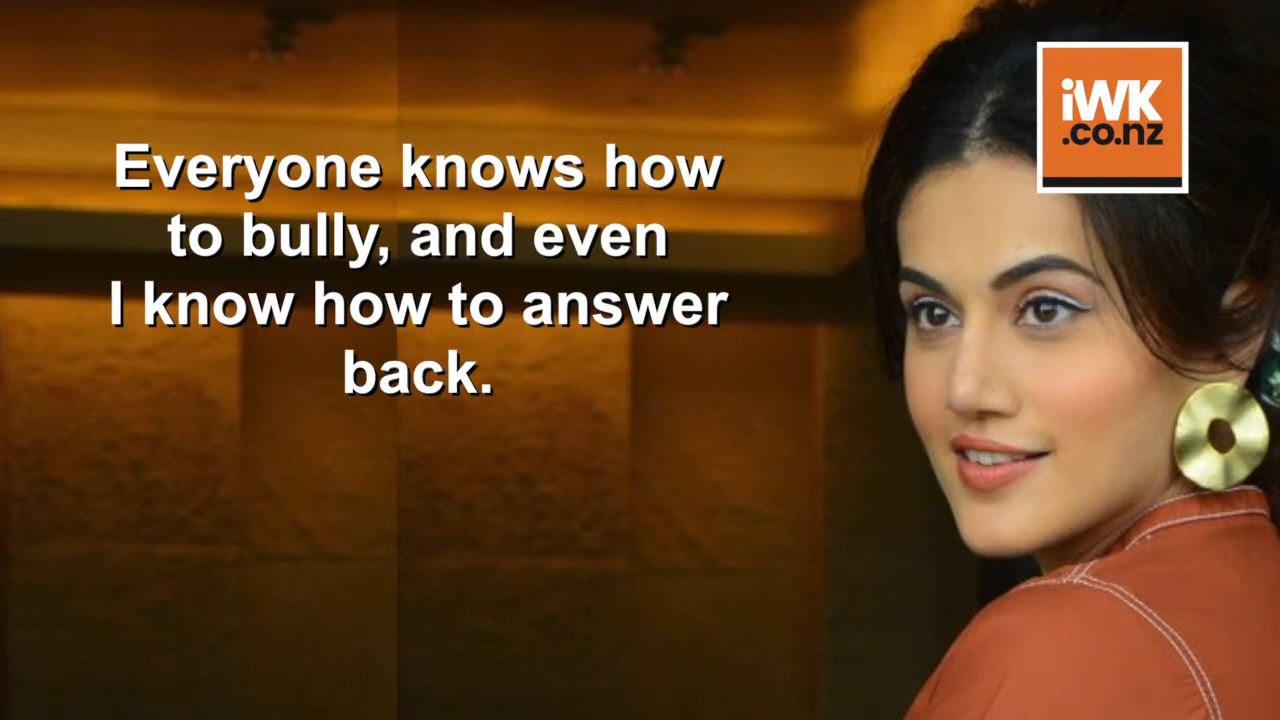 iWK
.co.nz
Everyone knows how
to bully, and even
I know how to answer
back.